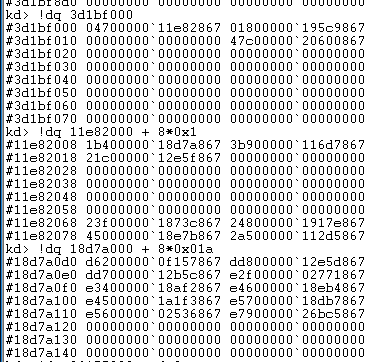 #3d1bf8d0 00000000`00000000 00000000`00000000
kd> !dq 3d1bf000
#3d1bf000 04700000`11e82867 01800000`195c9867
#3d1bf010 00000000`00000000 47c00000`20608867
#3d1bf020 00000000`00000000 00000000`00000000
#3d1bf030 00000000`00000000 00000000`00000000
#3d1bf040 00000000`00000000 00000000`00000000
#3d1bf050 00000000`00000000 00000000`00000000
#3d1bf060 00000000`00000000 00000000`00000000
#3d1bf070 00000000`00000000 00000000`00000000
kd> !dq 11e82000 + 8*0x1
#11e82008 1b400000`18d7a867 3b900000`116d7867
#11e82018 21c00000`12e5f867 00000000`00000000
#11e82028 00000000`00000000 00000000`00000000
#11e82038 00000000`00000000 00000000`00000000
#11e82048 00000000`00000000 00000000`00000000
#11e82058 00000000`00000000 00000000`00000000
#11e82068 23f00000`1873c867 24800000`1917e867
#11e82078 45000000`18e7b867 2a500000`112d5867
kd> !dq 18d7a000 + 8*0x01a
#18d7a0d0 d6200000`0f157867 dd800000`12e5d867
#18d7a0e0 dd700000`12b5c867 e2f00000`02771867
#18d7a0f0 e3400000`18af2867 e4600000`18eb4867
#18d7a100 e4500000`1a1f3867 e5700000`18db7867
#18d7a110 e5600000`02536867 e7900000`26bc5867
#18d7a120 00000000`00000000 00000000`00000000
#18d7a130 00000000`00000000 00000000`00000000
#18d7a140 00000000`00000000 00000000`00000000